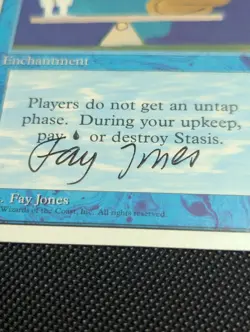 Enchantment
Players do not get an untap
phase. During your upkeep,
pay or destroy Stasis.
Fay Jones
. Fay Jones
Wizards of the Coast, Inc. All rights reserved.